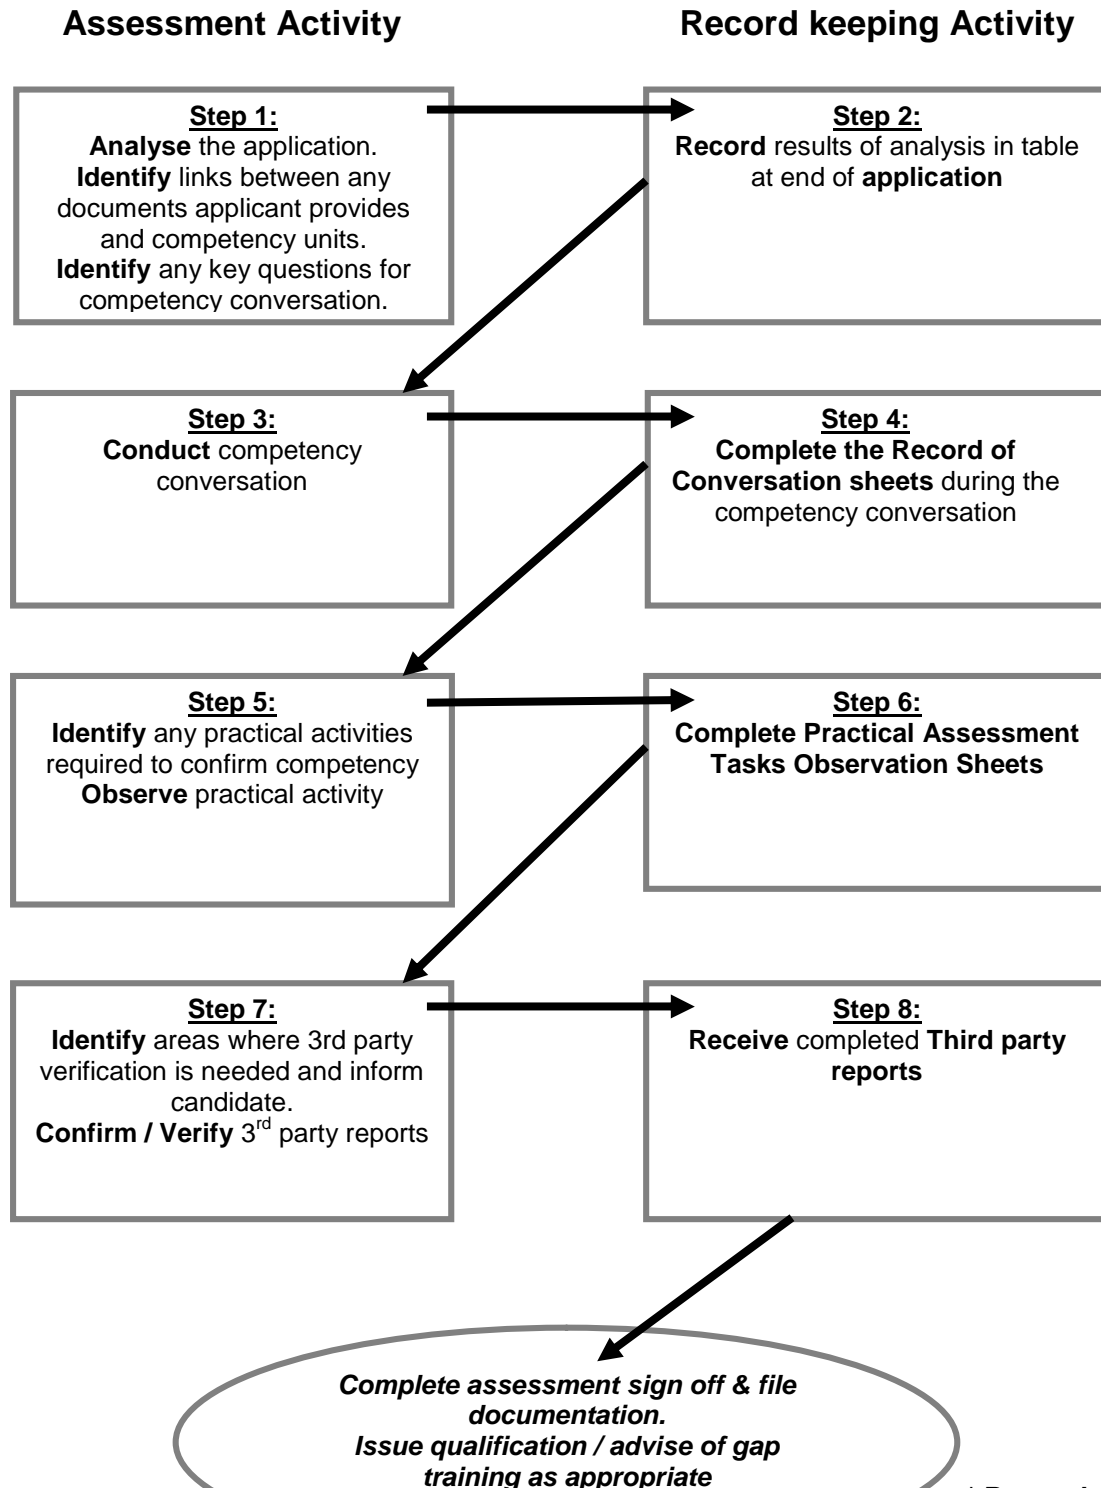 Assessment Activity
Record keeping Activity
Step 1:
Analyse the application.
Identify links between any
documents applicant provides
and competency units.
Identify any key questions for
competency conversation.
Step 2:
Record results of analysis in table
at end of application
Step 3:
Conduct competency
conversation
Step 4:
Complete the Record of
Conversation sheets during the
competency conversation
Step 5:
Identify any practical activities
required to confirm competency
Observe practical activity
Step 6:
Complete Practical Assessment
Tasks Observation Sheets
Step 7:
Identify areas where 3rd party
verification is needed and inform
candidate.
Confirm / Verify 3rd party reports
Step 8:
Receive completed Third party
reports
Complete assessment sign off & file
documentation.
Issue qualification / advise of gap
training as appropriate